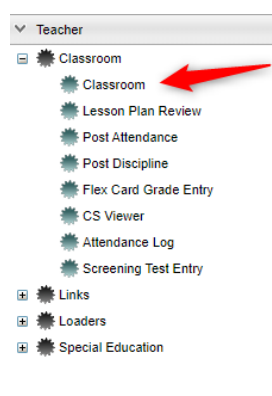 Teacher
Classroom
Classroom
Lesson Plan Review
Post Attendance
Post Discipline
Flex Card Grade Entry
CS Viewer
Attendance Log
Screening Test Entry
Links
Loaders
Special Education